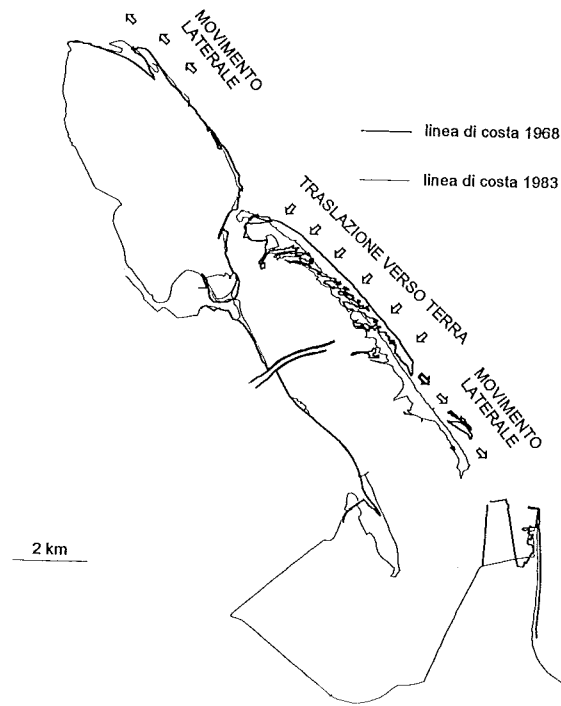 MOVIMENTO
LATERALE
linea di costa 1968
linea di costa 1983
TRASLAZIONE VERSO TERRA
MOVIMENTO
LATERALE
2 km